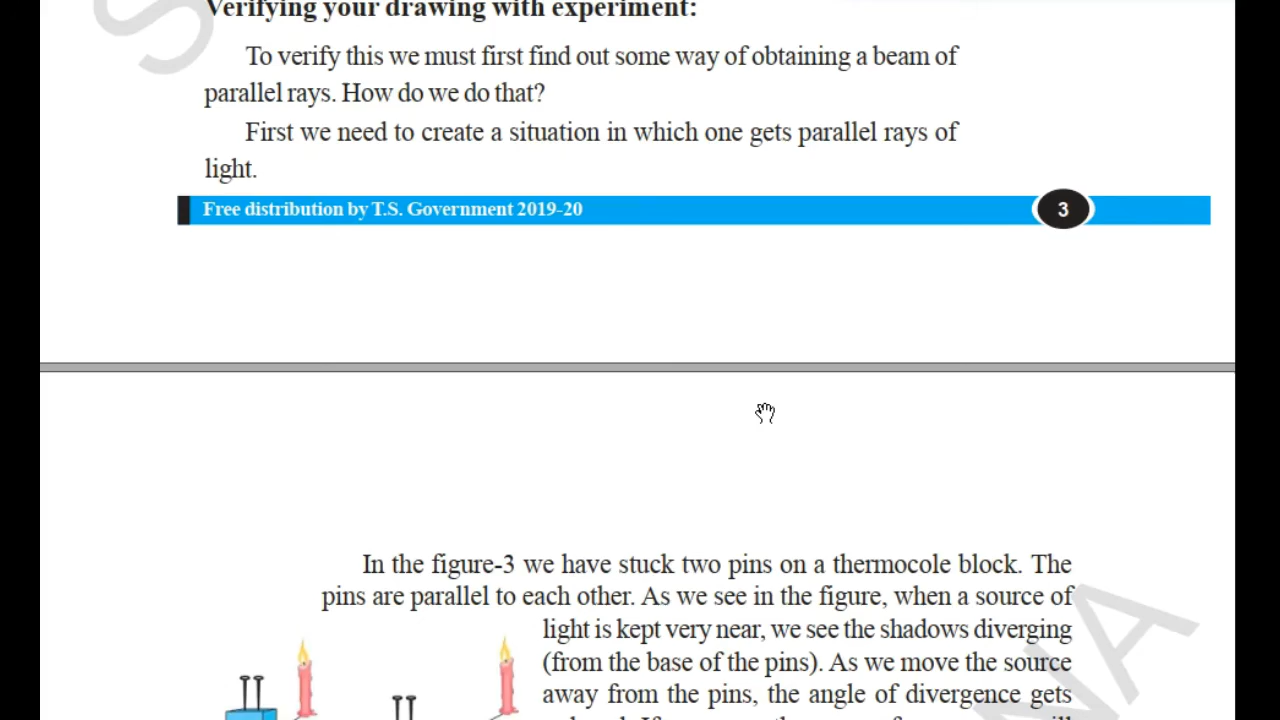 Verifying your drawing with experiment:
To verify this we must first find out some way of obtaining a beam of
parallel rays. How do we do that?
First we need to create a situation in which one gets parallel rays of
light.
Free distribution by T.S. Government 2019-20
3
In the figure-3 we have stuck two pins on a thermocole block. The
pins are parallel to each other. As we see in the figure, when a source of
light is kept very near, we see the shadows diverging
(from the base of the pins). As we move the source
away from the pins, the angle of divergence gets